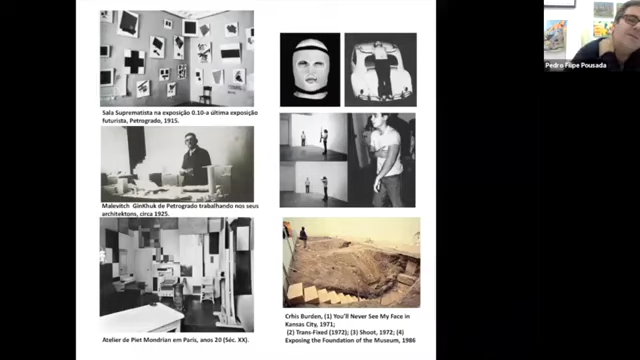 Sala Suprematista na exposição 0.10-a última exposição
futurista, Petrogrado, 1915.
Malevitch GinKhuk de Petrogrado trabalhando nos seus
architektons, circa 1925.
Atelier de Piet Mondrian em Paris, anos 20 (Séc. XX).
Crhis Burden, (1) You'll Never See My Face in
Kansas City, 1971;
(2) Trans-Fixed (1972); (3) Shoot, 1972; (4)
Exposing the Foundation of the Museum, 1986
Pedro Filipe Pousada